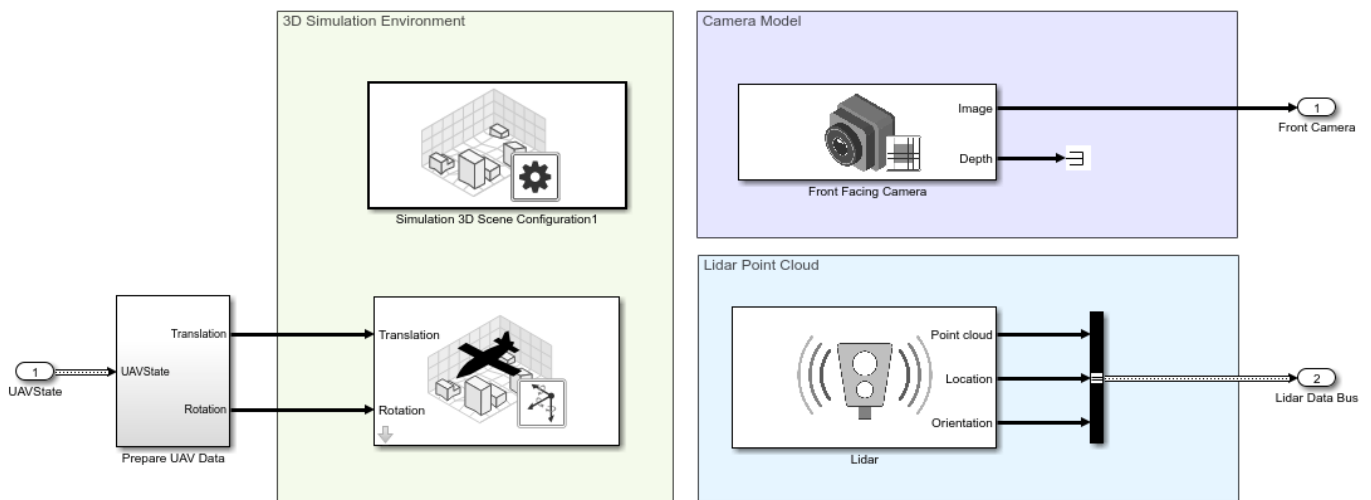 3D Simulation Environment
Simulation 3D Scene Configuration1
1
UAVState
UAVState
Translation
Rotation
Prepare UAV Data
Translation
Rotation
Camera Model
Image
Depth
Front Facing Camera
1
Front Camera
Lidar Point Cloud
Point cloud
Location
Orientation
Lidar
2
Lidar Data Bus